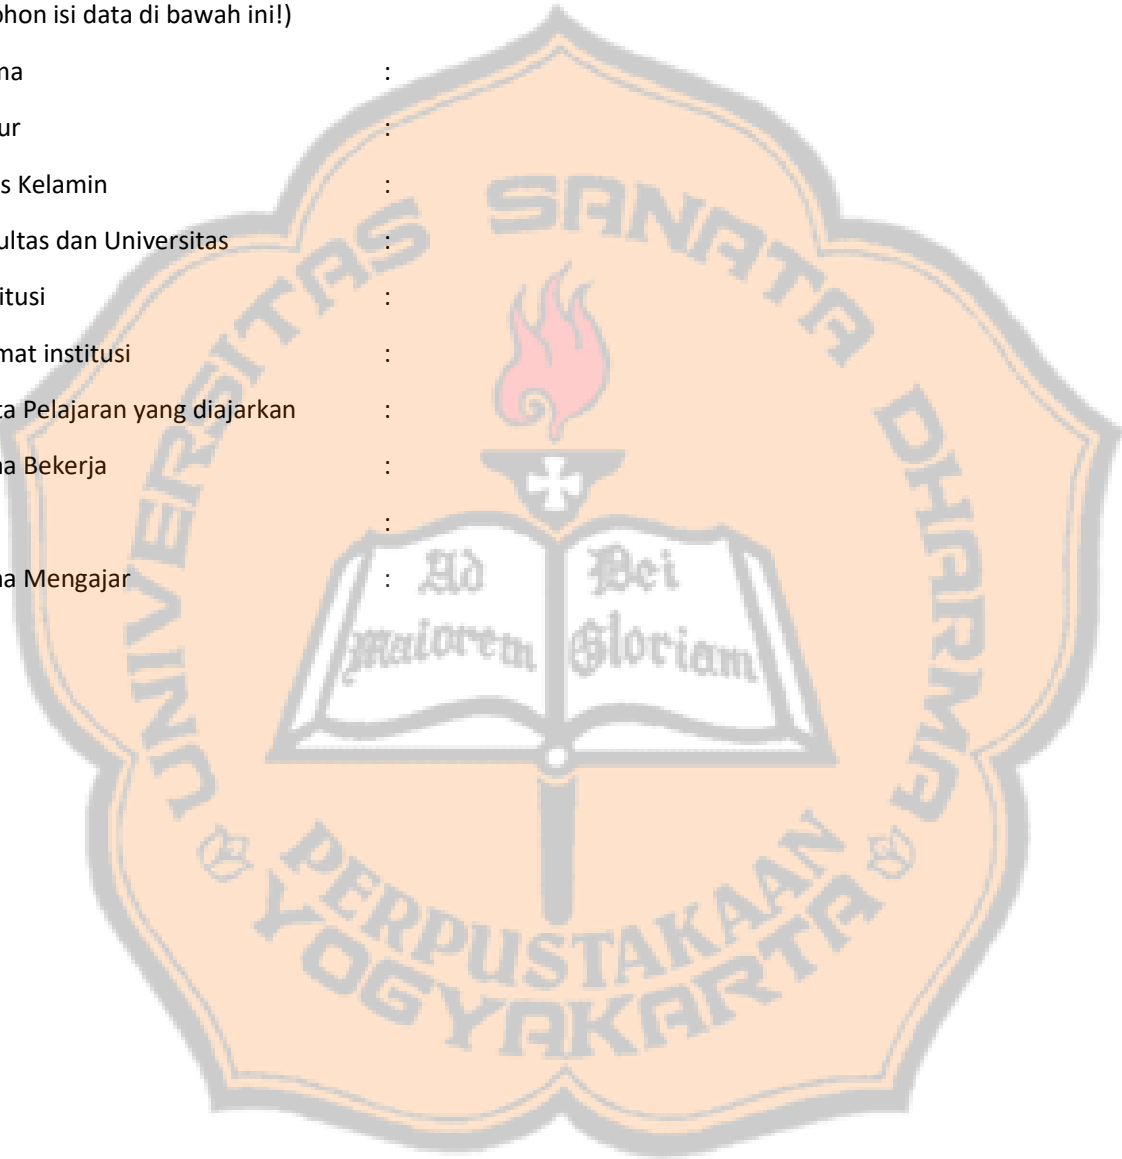 ohon isi data di bawah ini!)
ma :
ur :
s Kelamin :
ultas dan Universitas :
itusi :
mat institusi :
ta Pelajaran yang diajarkan :
na Bekerja :
:
na Mengajar :
UNIVERSITAS SANATA DHARMA
Ad Dei
maiorem Gloriam
PERPUSTAKAAN
YOGYAKARTA